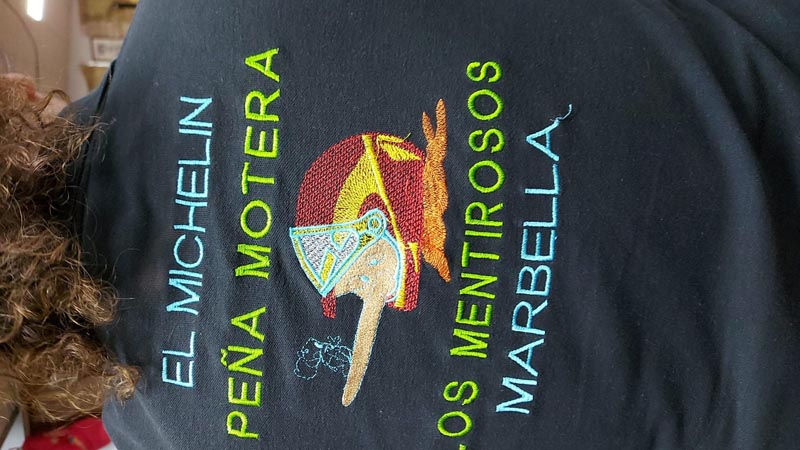 EL MICHELIN
PEÑA MOTERA
LOS MENTIROSOS
MARBELLA